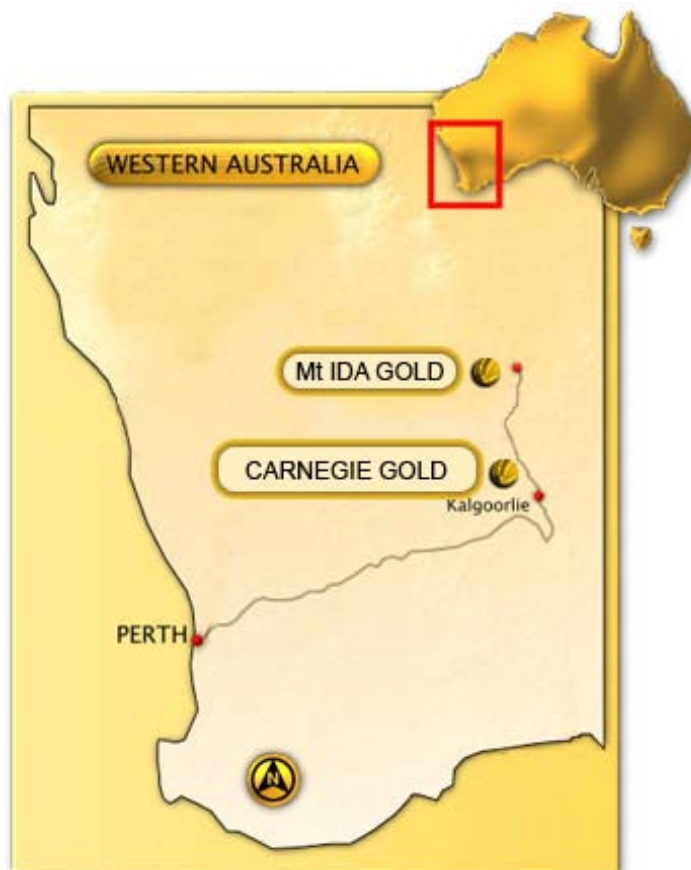 WESTERN AUSTRALIA
Mt IDA GOLD
CARNEGIE GOLD
Kalgoorlie
PERTH
N